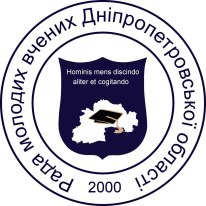 Рада молодих вчених Дніпропетровської області
Hominis mens discindo
aliter et cogitando
2000